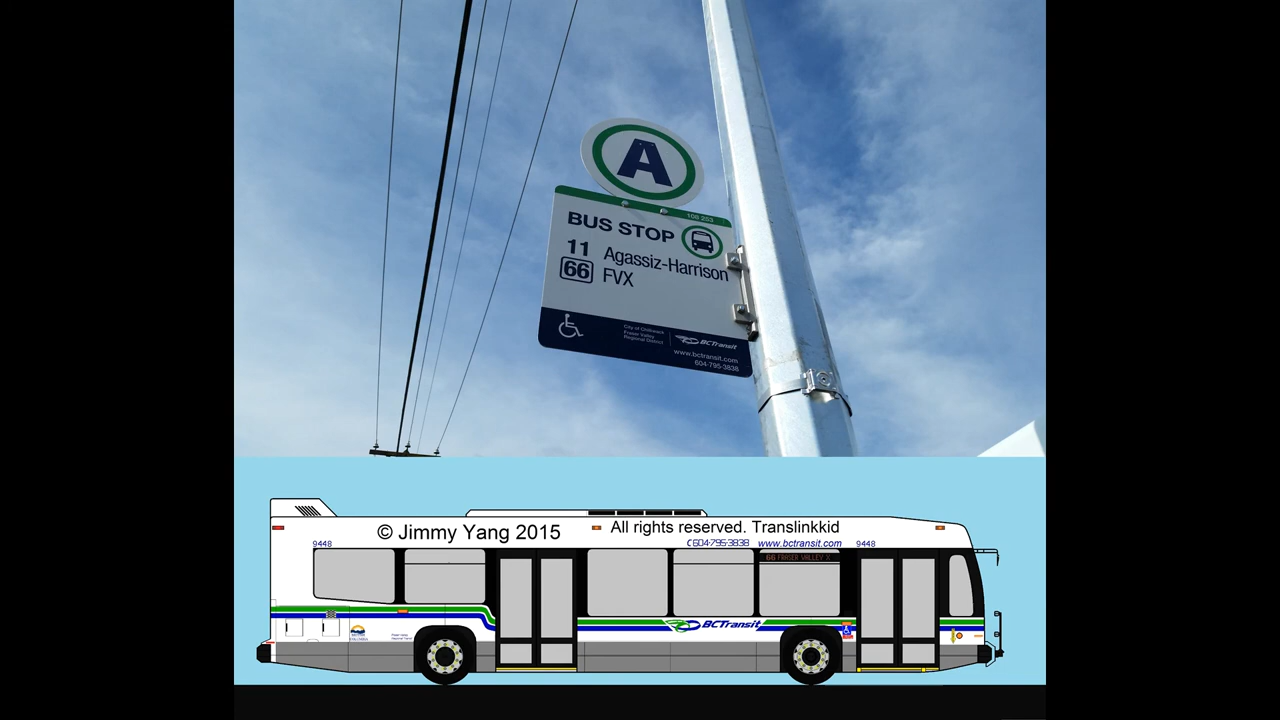 A
108 203
BUS STOP
11 Agassiz-Harrison
66 FVX
City of Chilliwack
Fraser Valley
Regional District
BCTransit
www.bctransit.com
604-795-3838
© Jimmy Yang 2015
All rights reserved. Translinkkid
9448
604-795-3838 www.bctransit.com
9448
66 FRASER VALLEY X
BCTransit